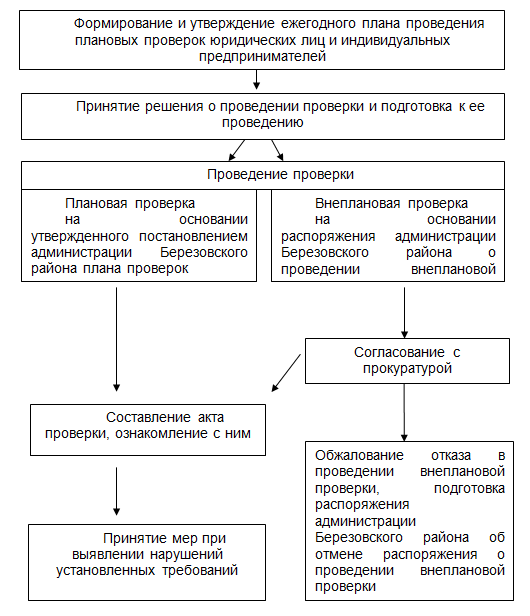 Формирование и утверждение ежегодного плана проведения
плановых проверок юридических лиц и индивидуальных
предпринимателей
Принятие решения о проведении проверки и подготовка к ее
проведению
Проведение проверки
Плановая проверка
на основании
утвержденного постановлением
администрации Березовского
района плана проверок
Внеплановая проверка
на основании
распоряжения администрации
Березовского района о
проведении внеплановой
Согласование с
прокуратурой
Составление акта
проверки, ознакомление с ним
Обжалование отказа в
проведении внеплановой
проверки, подготовка
распоряжения
администрации
Березовского района об
отмене распоряжения о
проведении внеплановой
проверки
Принятие мер при
выявлении нарушений
установленных требований